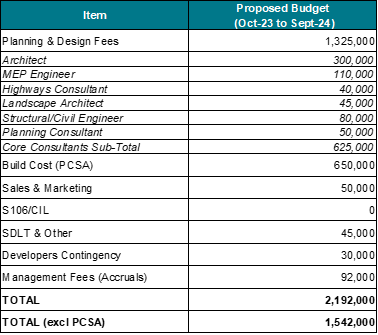 Item Proposed Budget
(Oct-23 to Sept-24)
Planning & Design Fees 1,325,000
Architect 300,000
MEP Engineer 110,000
Highways Consultant 40,000
Landscape Architect 45,000
Structural/Civil Engineer 80,000
Planning Consultant 50,000
Core Consultants Sub-Total 625,000
Build Cost (PCSA) 650,000
Sales & Marketing 50,000
S106/CIL 0
SDLT & Other 45,000
Developers Contingency 30,000
Management Fees (Accruals) 92,000
TOTAL 2,192,000
TOTAL (excl PCSA) 1,542,000